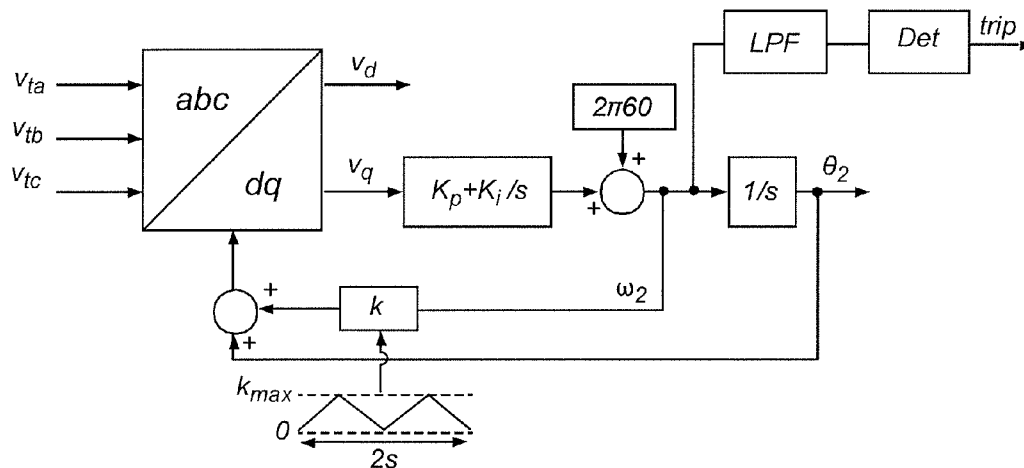 LPF
Det
trip
v_ta
v_tb
v_tc
abc
dq
v_d
v_q
2π60
K_p+K_i/s
+
+
1/s
θ_2
ω_2
k
+
+
k_max
0
2s